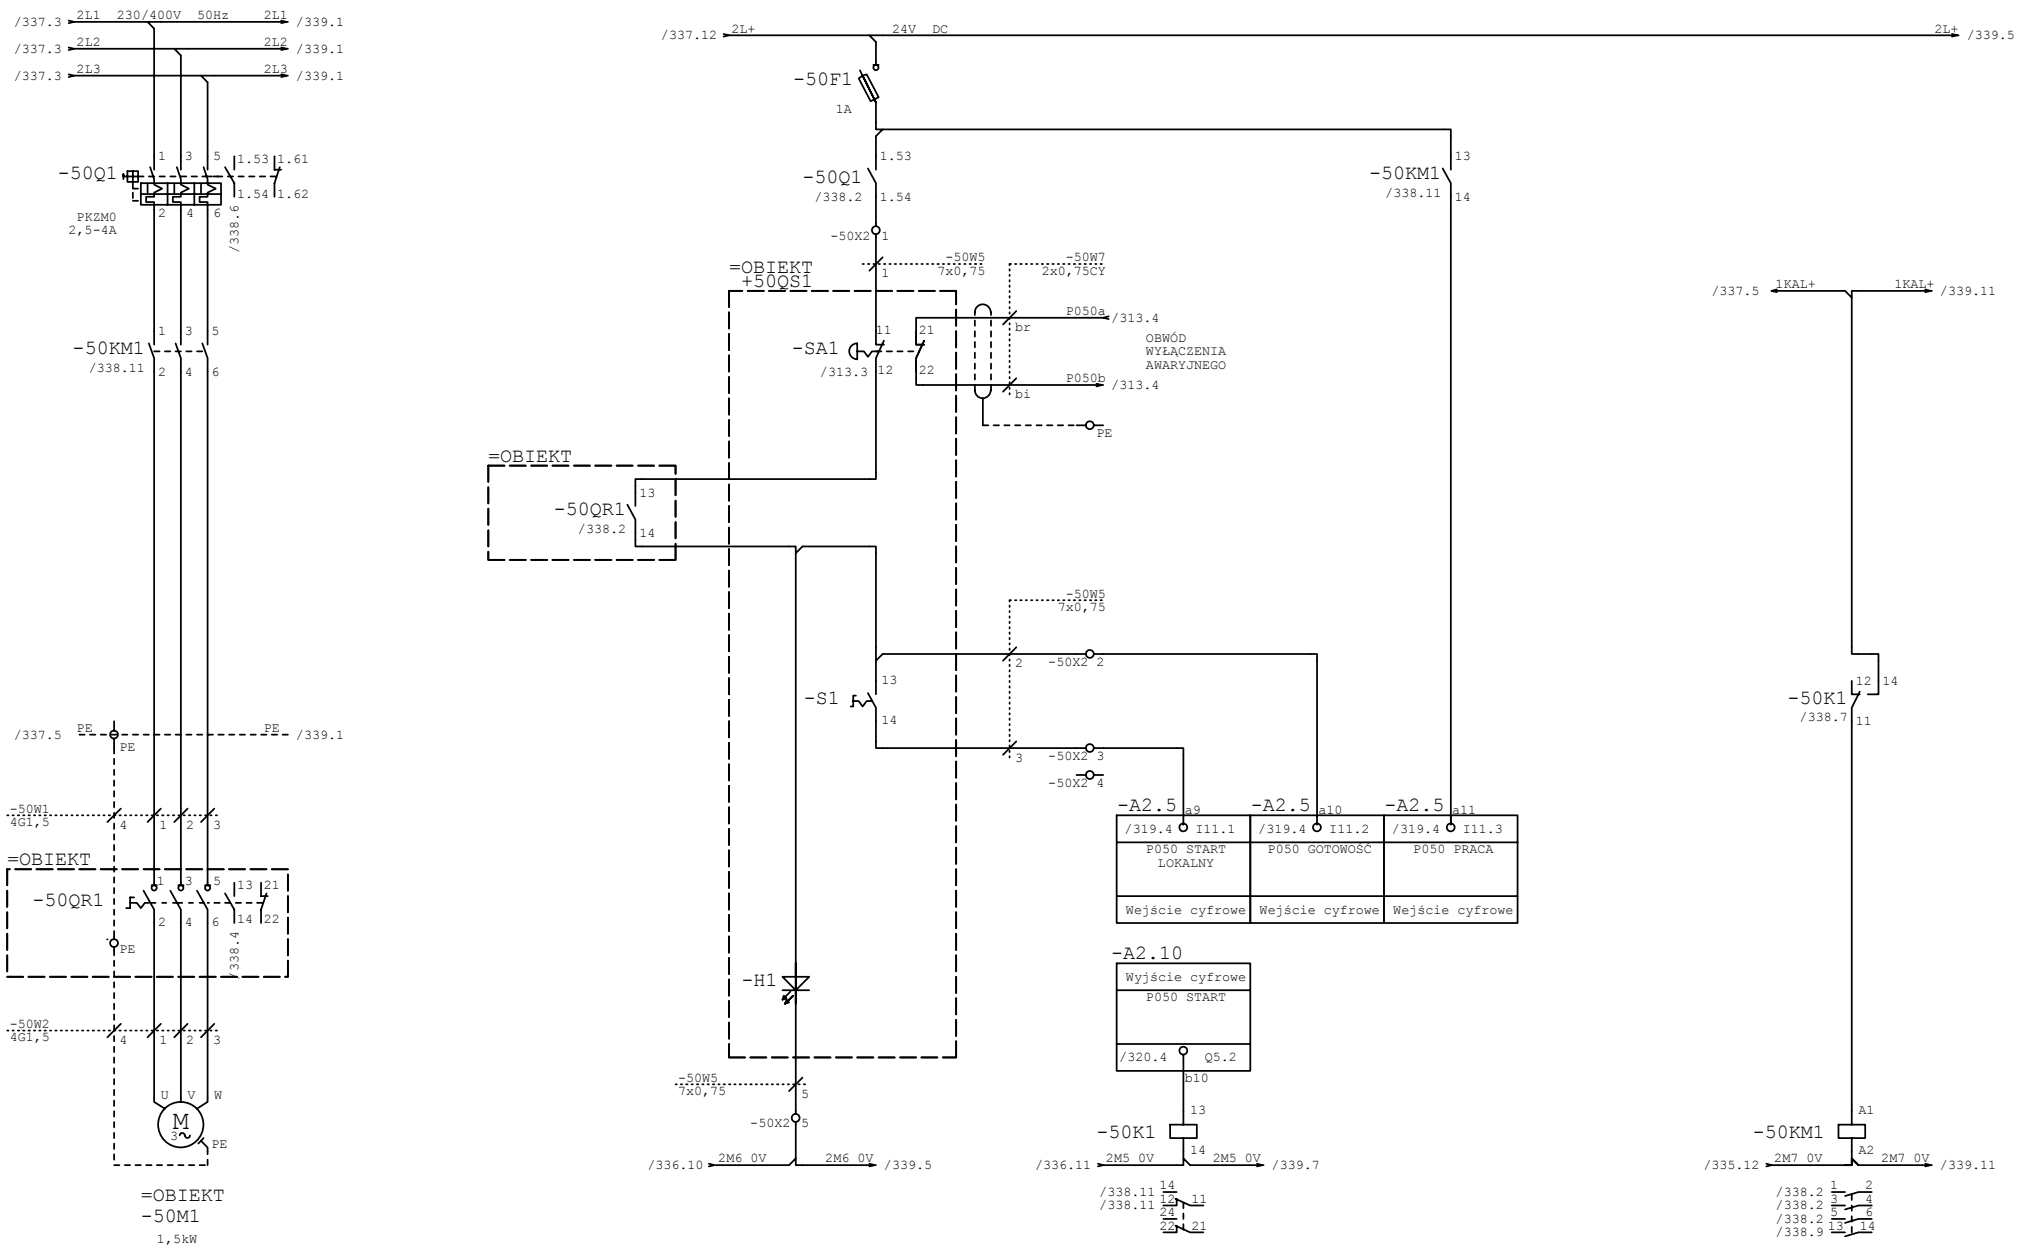 /337.3 2L1 230/400V 50Hz 2L1 /339.1
/337.3 2L2 2L2 /339.1
/337.3 2L3 2L3 /339.1
1 3 5 1.53 1.61
-50Q1
2 4 6 1.54 1.62
PKZM0
2,5-4A
/338.6
1 3 5
-50KM1
/338.11 2 4 6
/337.5 PE PE /339.1
PE
-50W1
4G1,5 4 1 2 3
=OBIEKT
1 3 5 13 21
-50QR1
2 4 6 14 22
PE
/338.4
-50W2
4G1,5 4 1 2 3
U V W
M
3
PE
=OBIEKT
-50M1
1,5kW
/337.12 2L+ 24V DC 2L+ /339.5
-50F1
1A
1.53
-50Q1
/338.2 1.54
-50X2 1
-50W5
7x0,75
1
=OBIEKT
+50QS1
-50W7
2x0,75CY
11 21
-SA1
/313.3 12 22
br P050a /313.4
OBWÓD
WYŁĄCZENIA
AWARYJNEGO
bi P050b /313.4
PE
=OBIEKT
13
-50QR1
/338.2 14
-50W5
7x0,75
2 -50X2 2
13
-S1
14
3 -50X2 3
-50X2 4
13
-50KM1
/338.11 14
-A2.5 a9 -A2.5 a10 -A2.5 a11
/319.4 I11.1 /319.4 I11.2 /319.4 I11.3
P050 START P050 GOTOWOŚĆ P050 PRACA
LOKALNY
Wejście cyfrowe Wejście cyfrowe Wejście cyfrowe
-A2.10
Wyjście cyfrowe
P050 START
/320.4 Q5.2
b10
-H1
-50W5
7x0,75 5
-50X2 5
/336.10 2M6 0V 2M6 0V /339.5
13
-50K1
14
/336.11 2M5 0V 2M5 0V /339.7
/338.11 14
/338.11 12 11
24
22 21
/337.5 1KAL+ 1KAL+ /339.11
12 14
-50K1
/338.7 11
A1
-50KM1
A2
/335.12 2M7 0V 2M7 0V /339.11
/338.2 1 2
/338.2 3 4
/338.2 5 6
/338.9 13 14